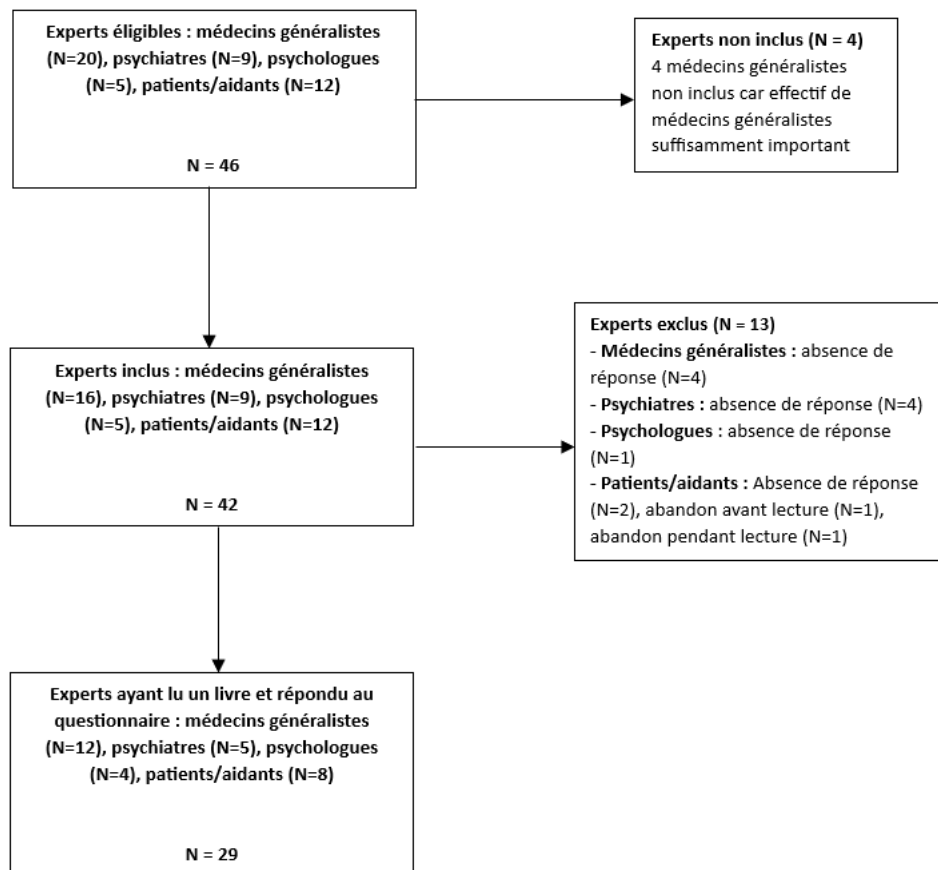 Experts éligibles : médecins généralistes
(N=20), psychiatres (N=9), psychologues
(N=5), patients/aidants (N=12)
N = 46
Experts non inclus (N = 4)
4 médecins généralistes
non inclus car effectif de
médecins généralistes
suffisamment important
Experts inclus : médecins généralistes
(N=16), psychiatres (N=9), psychologues
(N=5), patients/aidants (N=12)
N = 42
Experts exclus (N = 13)
- Médecins généralistes : absence de
réponse (N=4)
- Psychiatres : absence de réponse (N=4)
- Psychologues : absence de réponse
(N=1)
- Patients/aidants : Absence de réponse
(N=2), abandon avant lecture (N=1),
abandon pendant lecture (N=1)
Experts ayant lu un livre et répondu au
questionnaire : médecins généralistes
(N=12), psychiatres (N=5), psychologues
(N=4), patients/aidants (N=8)
N = 29